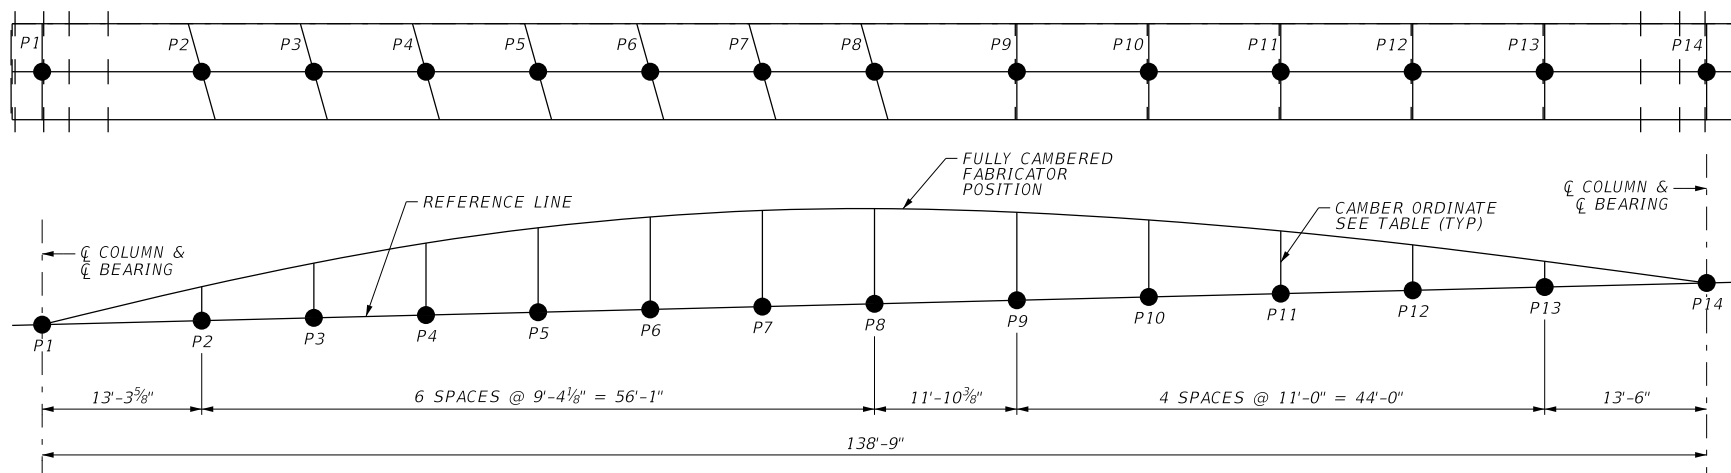 P1
P2
P3
P4
P5
P6
P7
P8
P9
P10
P11
P12
P13
P14
FULLY CAMBERED
FABRICATOR
POSITION
℄ COLUMN &
℄ BEARING
REFERENCE LINE
CAMBER ORDINATE
SEE TABLE (TYP)
℄ COLUMN &
℄ BEARING
P1
P2
P3
P4
P5
P6
P7
P8
P9
P10
P11
P12
P13
P14
13'-3⅝"
6 SPACES @ 9'-4⅛" = 56'-1"
11'-10⅜"
4 SPACES @ 11'-0" = 44'-0"
13'-6"
138'-9"